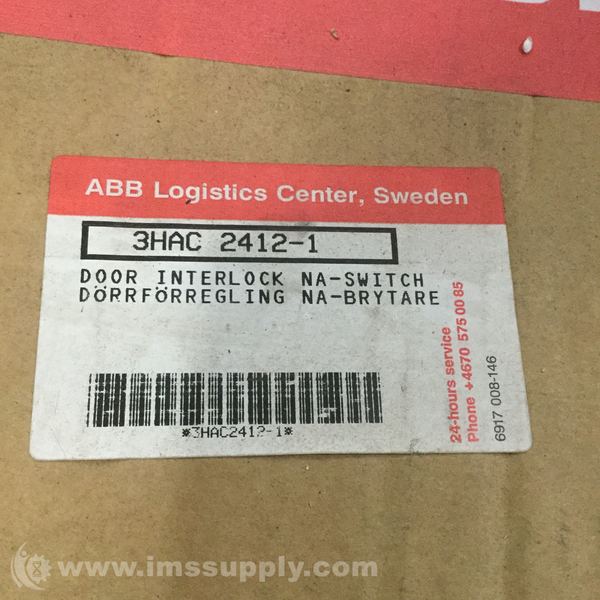 ABB Logistics Center, Sweden
3HAC 2412-1
DOOR INTERLOCK NA-SWITCH
DÖRRFÖRREGLING NA-BRYTARE
*3HAC2412-1*
24-hours service
Phone +4670 575 00 85
6917 008-146
www.imssupply.com